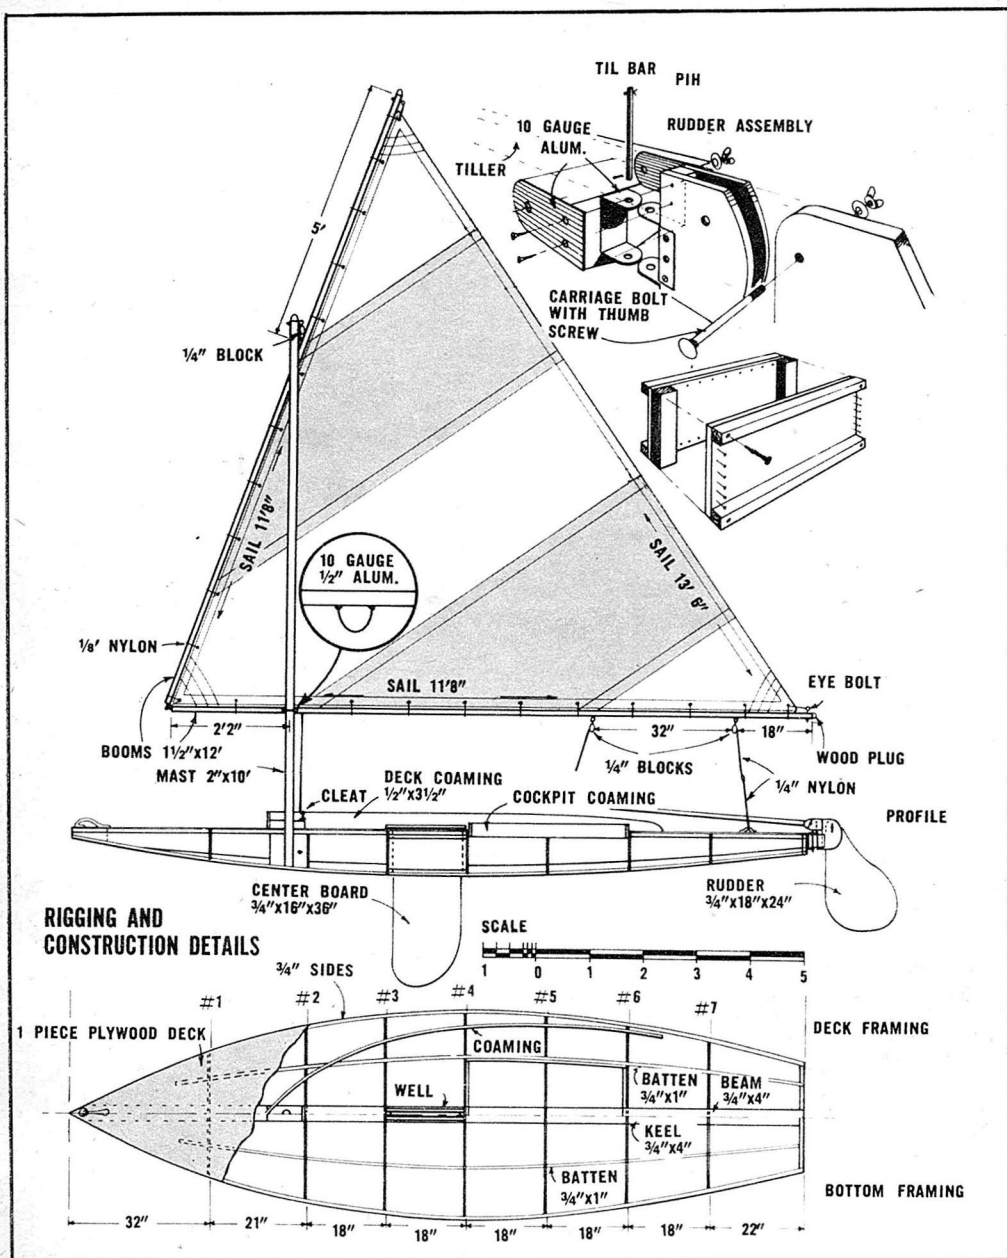 TIL BAR
PIH
10 GAUGE
ALUM.
RUDDER ASSEMBLY
TILLER
5'
CARRIAGE BOLT
WITH THUMB
SCREW
1/4" BLOCK
SAIL 11'8"
SAIL 13' 6"
10 GAUGE
1/2" ALUM.
1/8' NYLON
SAIL 11'8"
EYE BOLT
2'2"
32"
18"
BOOMS 1 1/2"x12'
WOOD PLUG
MAST 2"x10'
1/4" BLOCKS
1/4" NYLON
DECK COAMING
1/2"x3 1/2"
CLEAT
COCKPIT COAMING
PROFILE
CENTER BOARD
3/4"x16"x36"
RUDDER
3/4"x18"x24"
RIGGING AND
CONSTRUCTION DETAILS
SCALE
1 0 1 2 3 4 5
3/4" SIDES
#1 #2 #3 #4 #5 #6 #7
1 PIECE PLYWOOD DECK
DECK FRAMING
COAMING
WELL
BATTEN
3/4"x1"
BEAM
3/4"x4"
KEEL
3/4"x4"
BATTEN
3/4"x1"
BOTTOM FRAMING
32" 21" 18" 18" 18" 18" 18" 22"